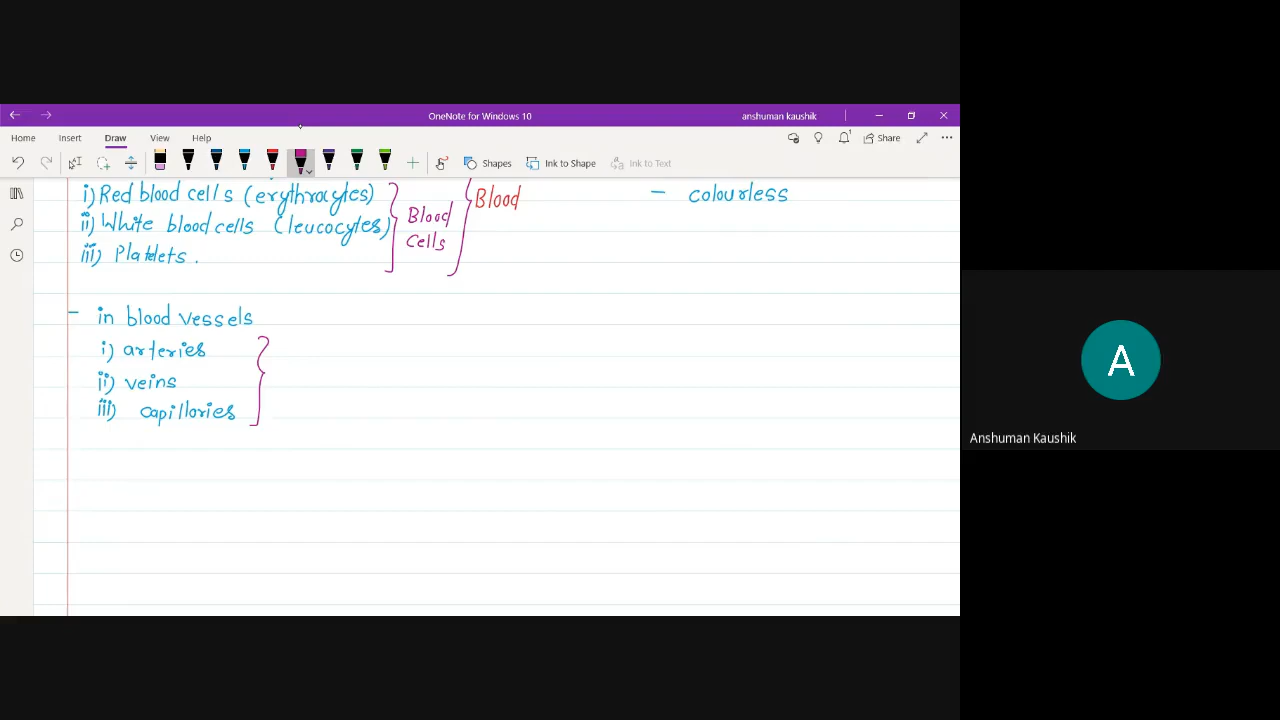 OneNote for Windows 10
anshuman kaushik
Home Insert Draw View Help
Share
Shapes Ink to Shape Ink to Text
i) Red blood cells (erythrocytes)
ii) White blood cells (leucocytes)
iii) Platelets.
Blood
Cells
Blood
- colourless
- in blood vessels
i) arteries
ii) veins
iii) capillories
A
Anshuman Kaushik